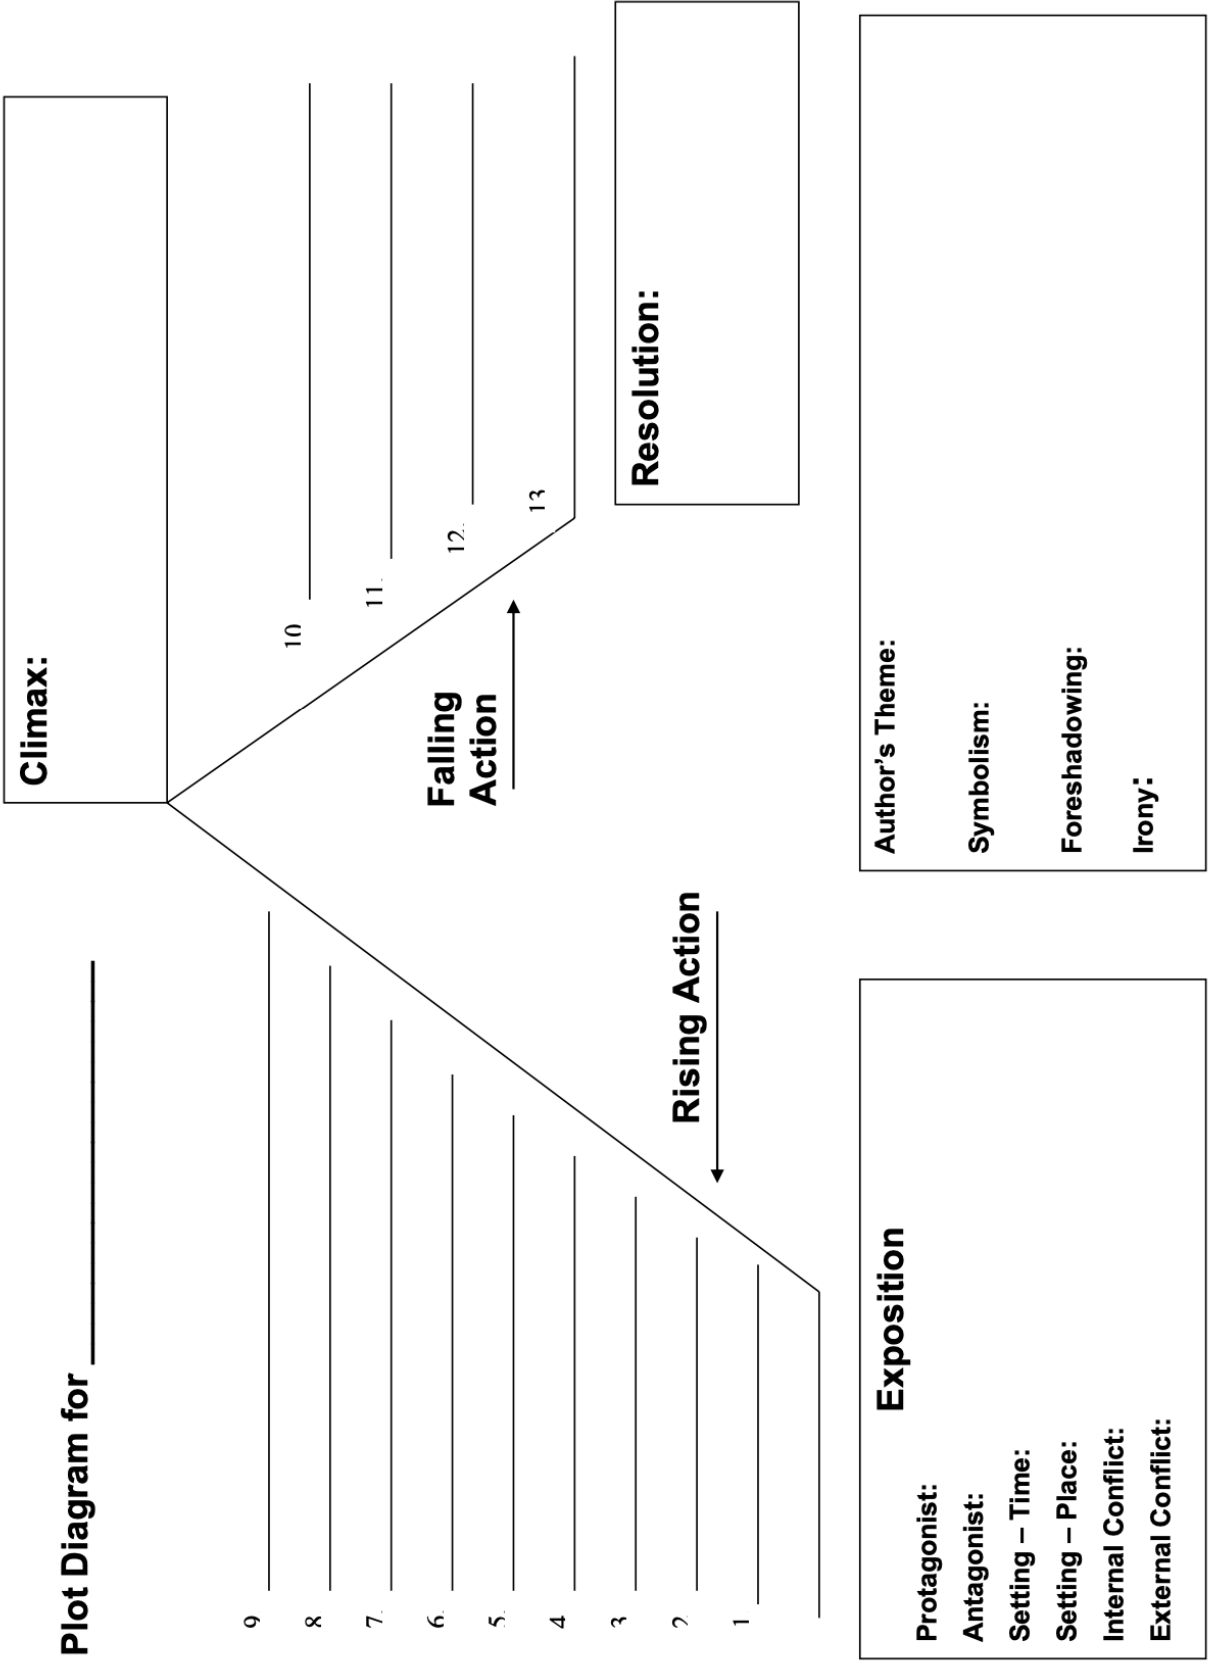 Plot Diagram for
Climax:
9
8
7.
6.
5.
4
3
2.
1
10
11.
12.
13
Falling
Action
Rising Action
Resolution:
Exposition
Protagonist:
Antagonist:
Setting – Time:
Setting – Place:
Internal Conflict:
External Conflict:
Author's Theme:
Symbolism:
Foreshadowing:
Irony: